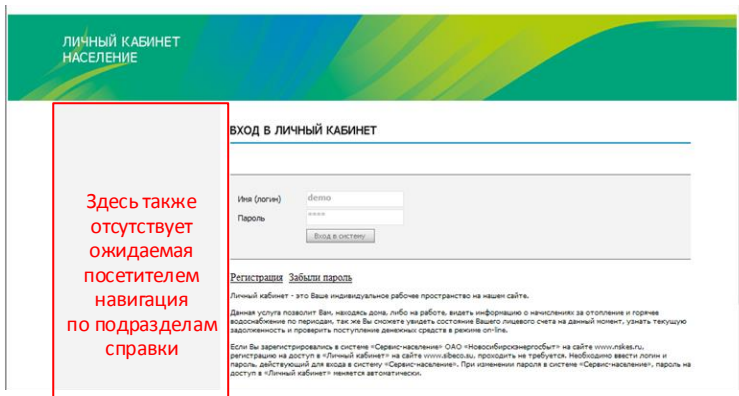 ЛИЧНЫЙ КАБИНЕТ
НАСЕЛЕНИЕ
ВХОД В ЛИЧНЫЙ КАБИНЕТ
Здесь также
отсутствует
ожидаемая
посетителем
навигация
по подразделам
справки
Имя (логин) demo
Пароль ****
Вход в систему
Регистрация Забыли пароль
Личный кабинет - это Ваше индивидуальное рабочее пространство на нашем сайте.
Данная услуга позволит Вам, находясь дома, либо на работе, видеть информацию о начислениях за отопление и горячее
водоснабжение по периодам, так же Вы сможете увидеть состояние Вашего лицевого счета на данный момент, узнать текущую
задолженность и проверить поступление денежных средств в режиме on-line.
Если Вы зарегистрировались в системе «Сервис-население» ОАО «Новосибирскэнергосбыт» на сайте www.nskes.ru,
регистрацию на доступ в «Личный кабинет» на сайте www.sibeco.su, проходить не требуется. Необходимо ввести логин и
пароль, действующий для входа в систему «Сервис-население». При изменении пароля в системе «Сервис-население», пароль на
доступ в «Личный кабинет» меняется автоматически.